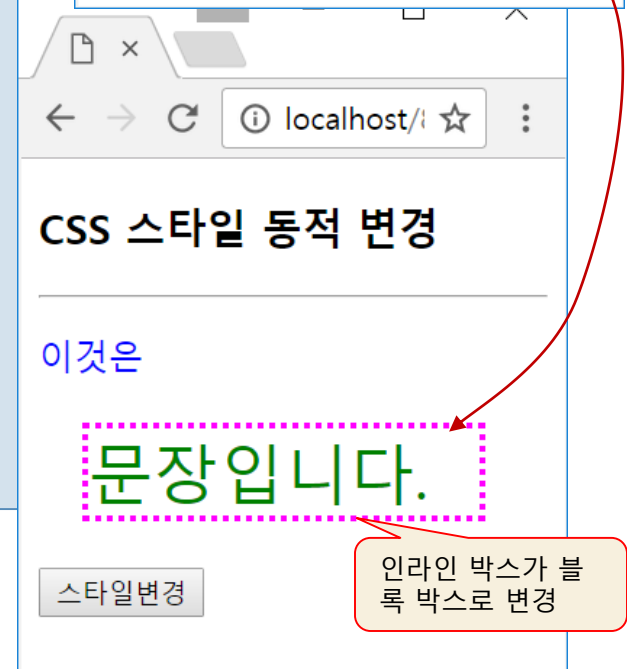 localhost/
CSS 스타일 동적 변경
이것은
문장입니다.
인라인 박스가 블
록 박스로 변경
스타일변경